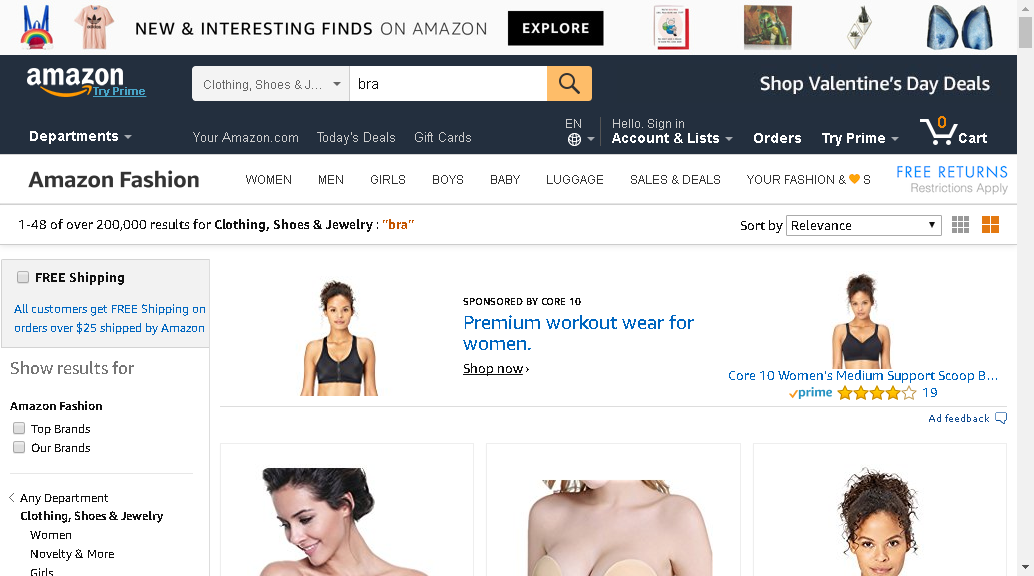 NEW & INTERESTING FINDS ON AMAZON
EXPLORE
amazon
Try Prime
Clothing, Shoes & J...
bra
Shop Valentine's Day Deals
Departments
Your Amazon.com
Today's Deals
Gift Cards
EN
Hello. Sign in
Account & Lists
Orders
Try Prime
0
Cart
Amazon Fashion
WOMEN
MEN
GIRLS
BOYS
BABY
LUGGAGE
SALES & DEALS
YOUR FASHION & 🧡 S
FREE RETURNS
Restrictions Apply
1-48 of over 200,000 results for Clothing, Shoes & Jewelry : "bra"
Sort by
Relevance
FREE Shipping
All customers get FREE Shipping on
orders over $25 shipped by Amazon
Show results for
Amazon Fashion
Top Brands
Our Brands
Any Department
Clothing, Shoes & Jewelry
Women
Novelty & More
Girls
SPONSORED BY CORE 10
Premium workout wear for
women.
Shop now ›
Core 10 Women's Medium Support Scoop B...
prime
19
Ad feedback